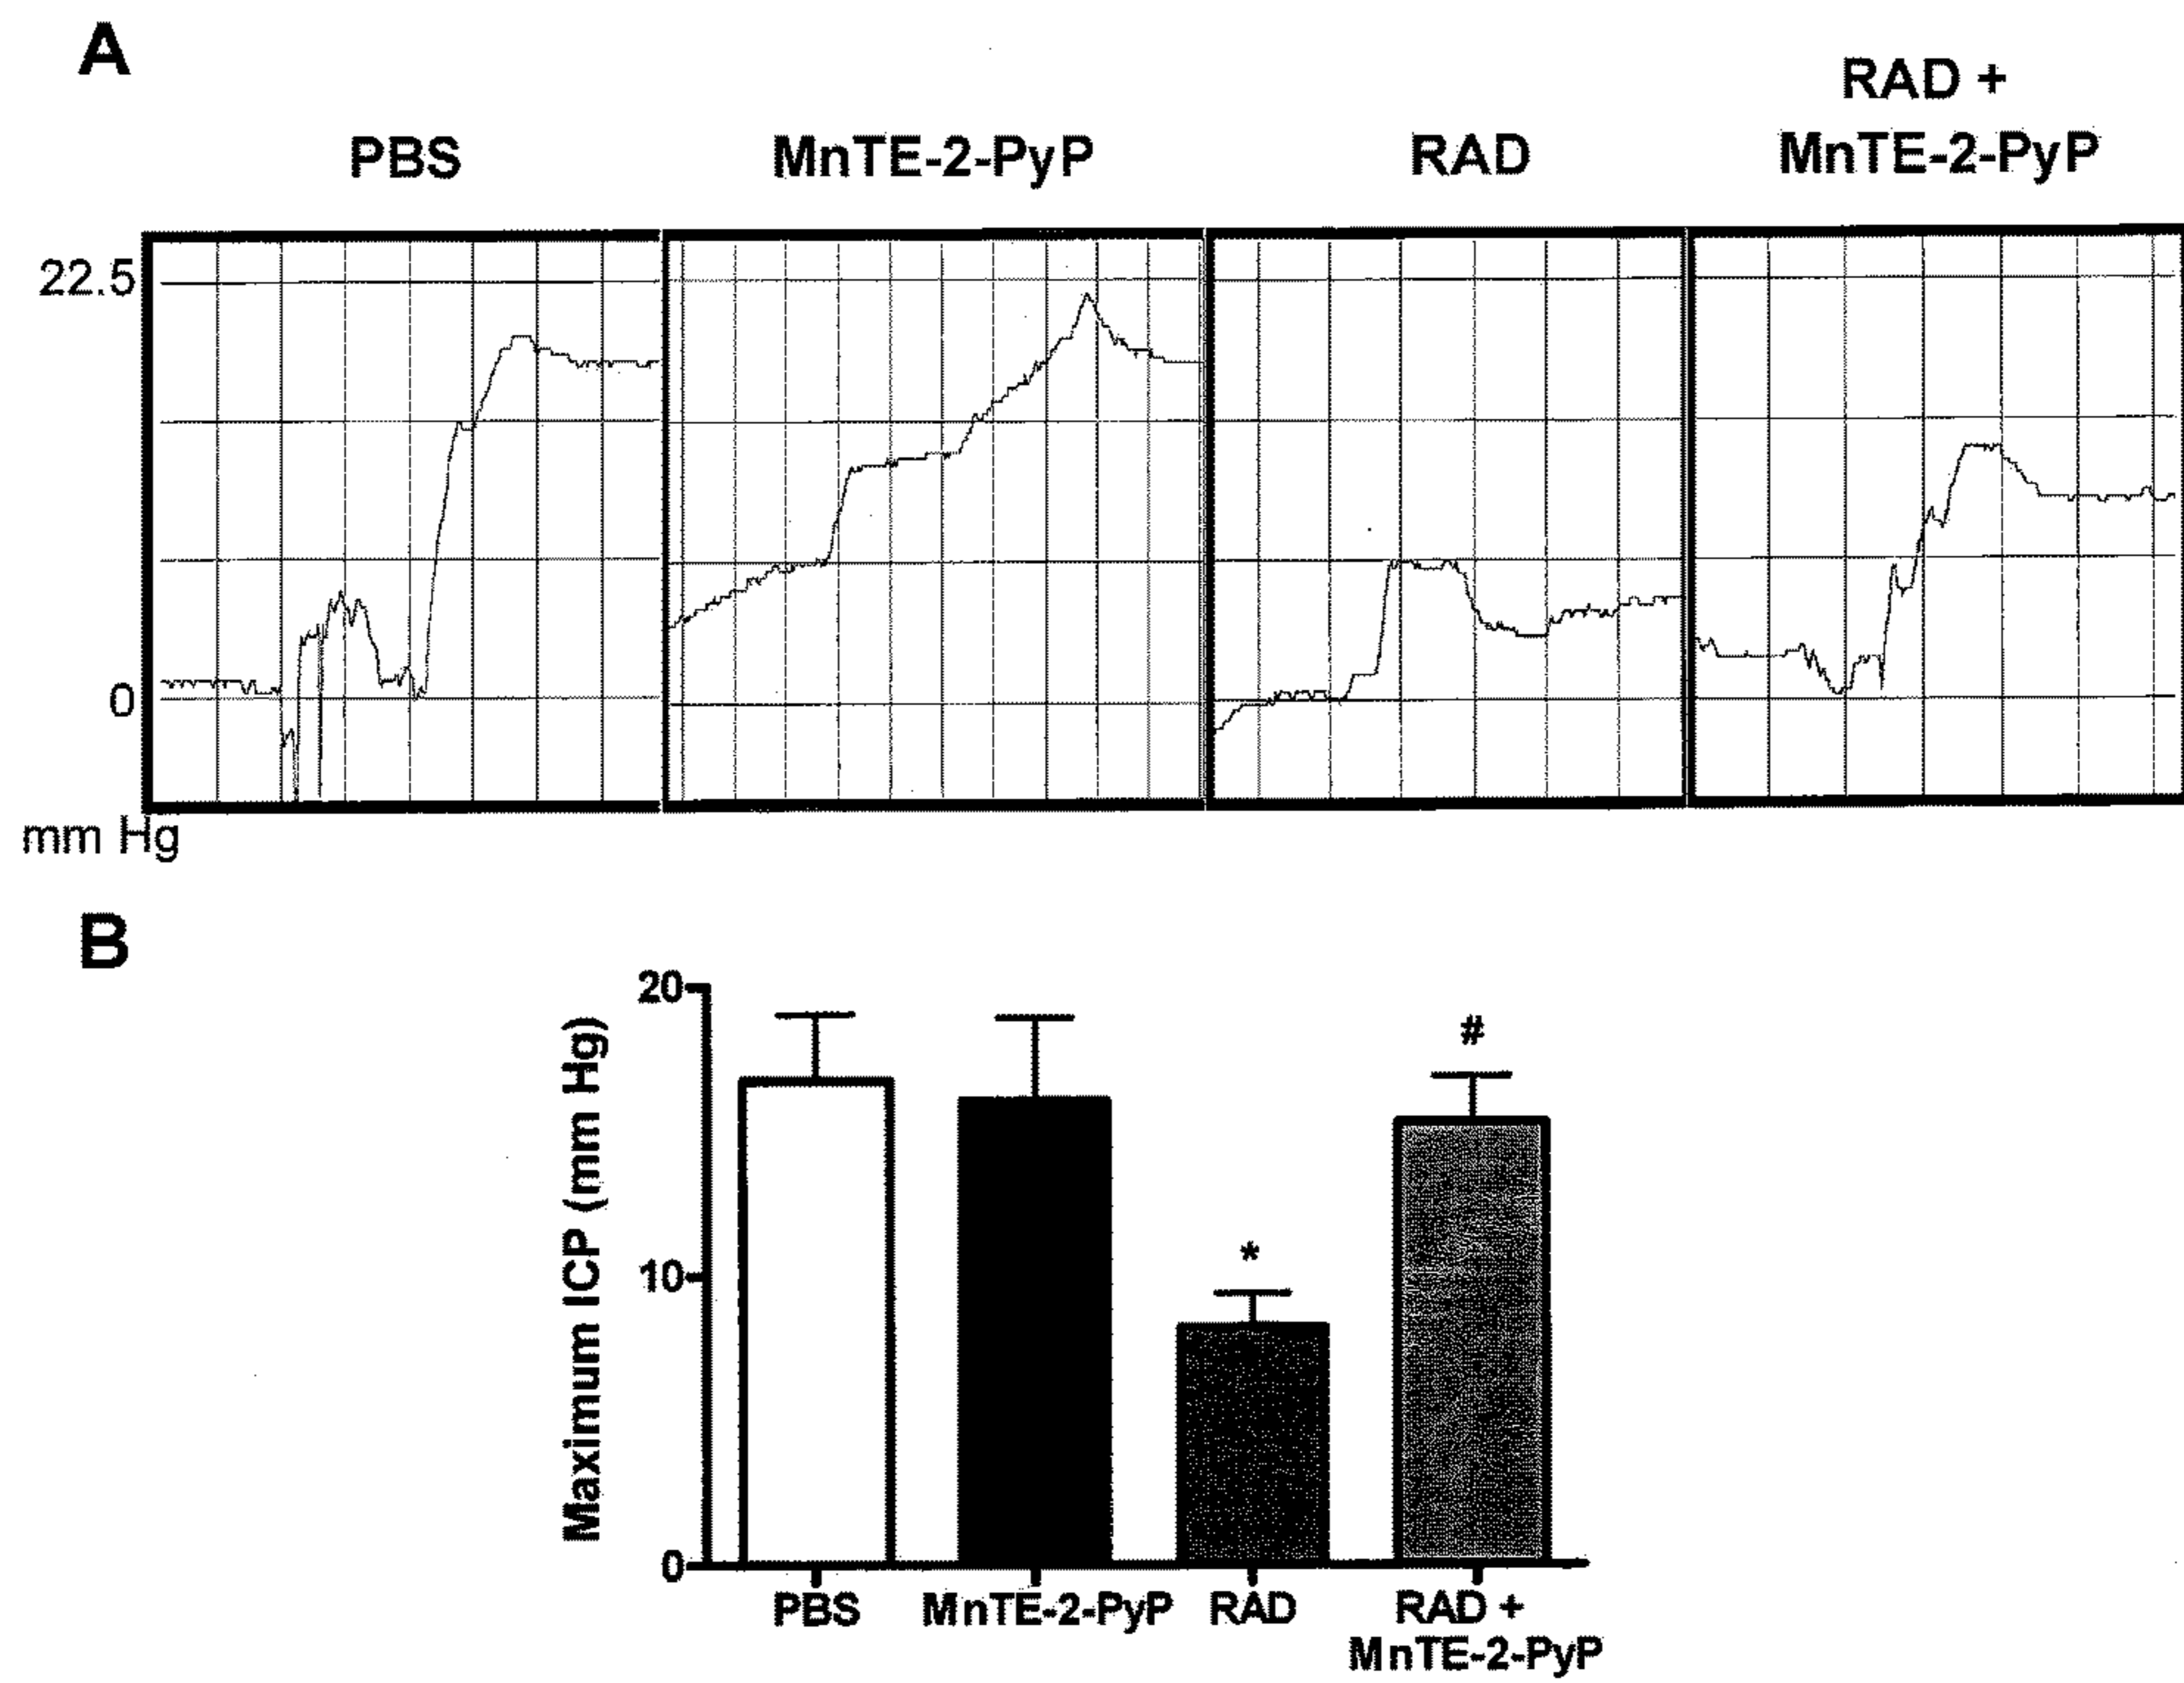 A
PBS
MnTE-2-PyP
RAD
RAD +
MnTE-2-PyP
22.5
0
mm Hg
B
Maximum ICP (mm Hg)
20
10
0
*
#
PBS
MnTE-2-PyP
RAD
RAD +
MnTE-2-PyP